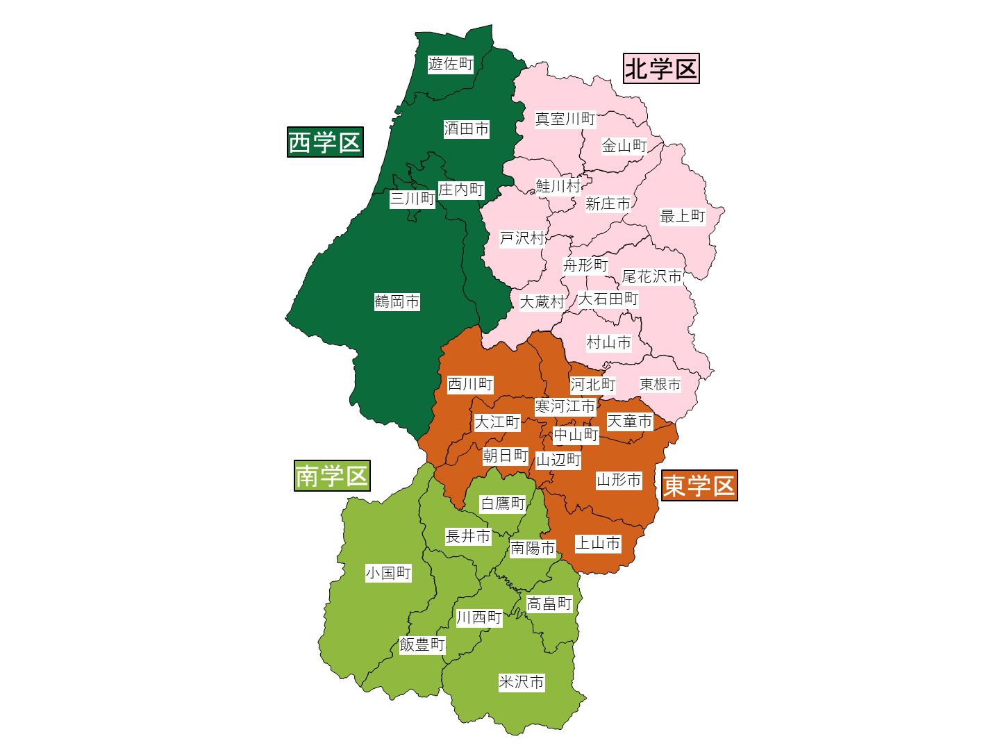 遊佐町
北学区
真室川町
酒田市
西学区
金山町
鮭川村
庄内町
三川町
新庄市
最上町
戸沢村
舟形町
尾花沢市
大石田町
鶴岡市
大蔵村
村山市
西川町
河北町
東根市
寒河江市
大江町
天童市
中山町
朝日町
山辺町
南学区
山形市
東学区
白鷹町
長井市
上山市
南陽市
小国町
高畠町
川西町
飯豊町
米沢市